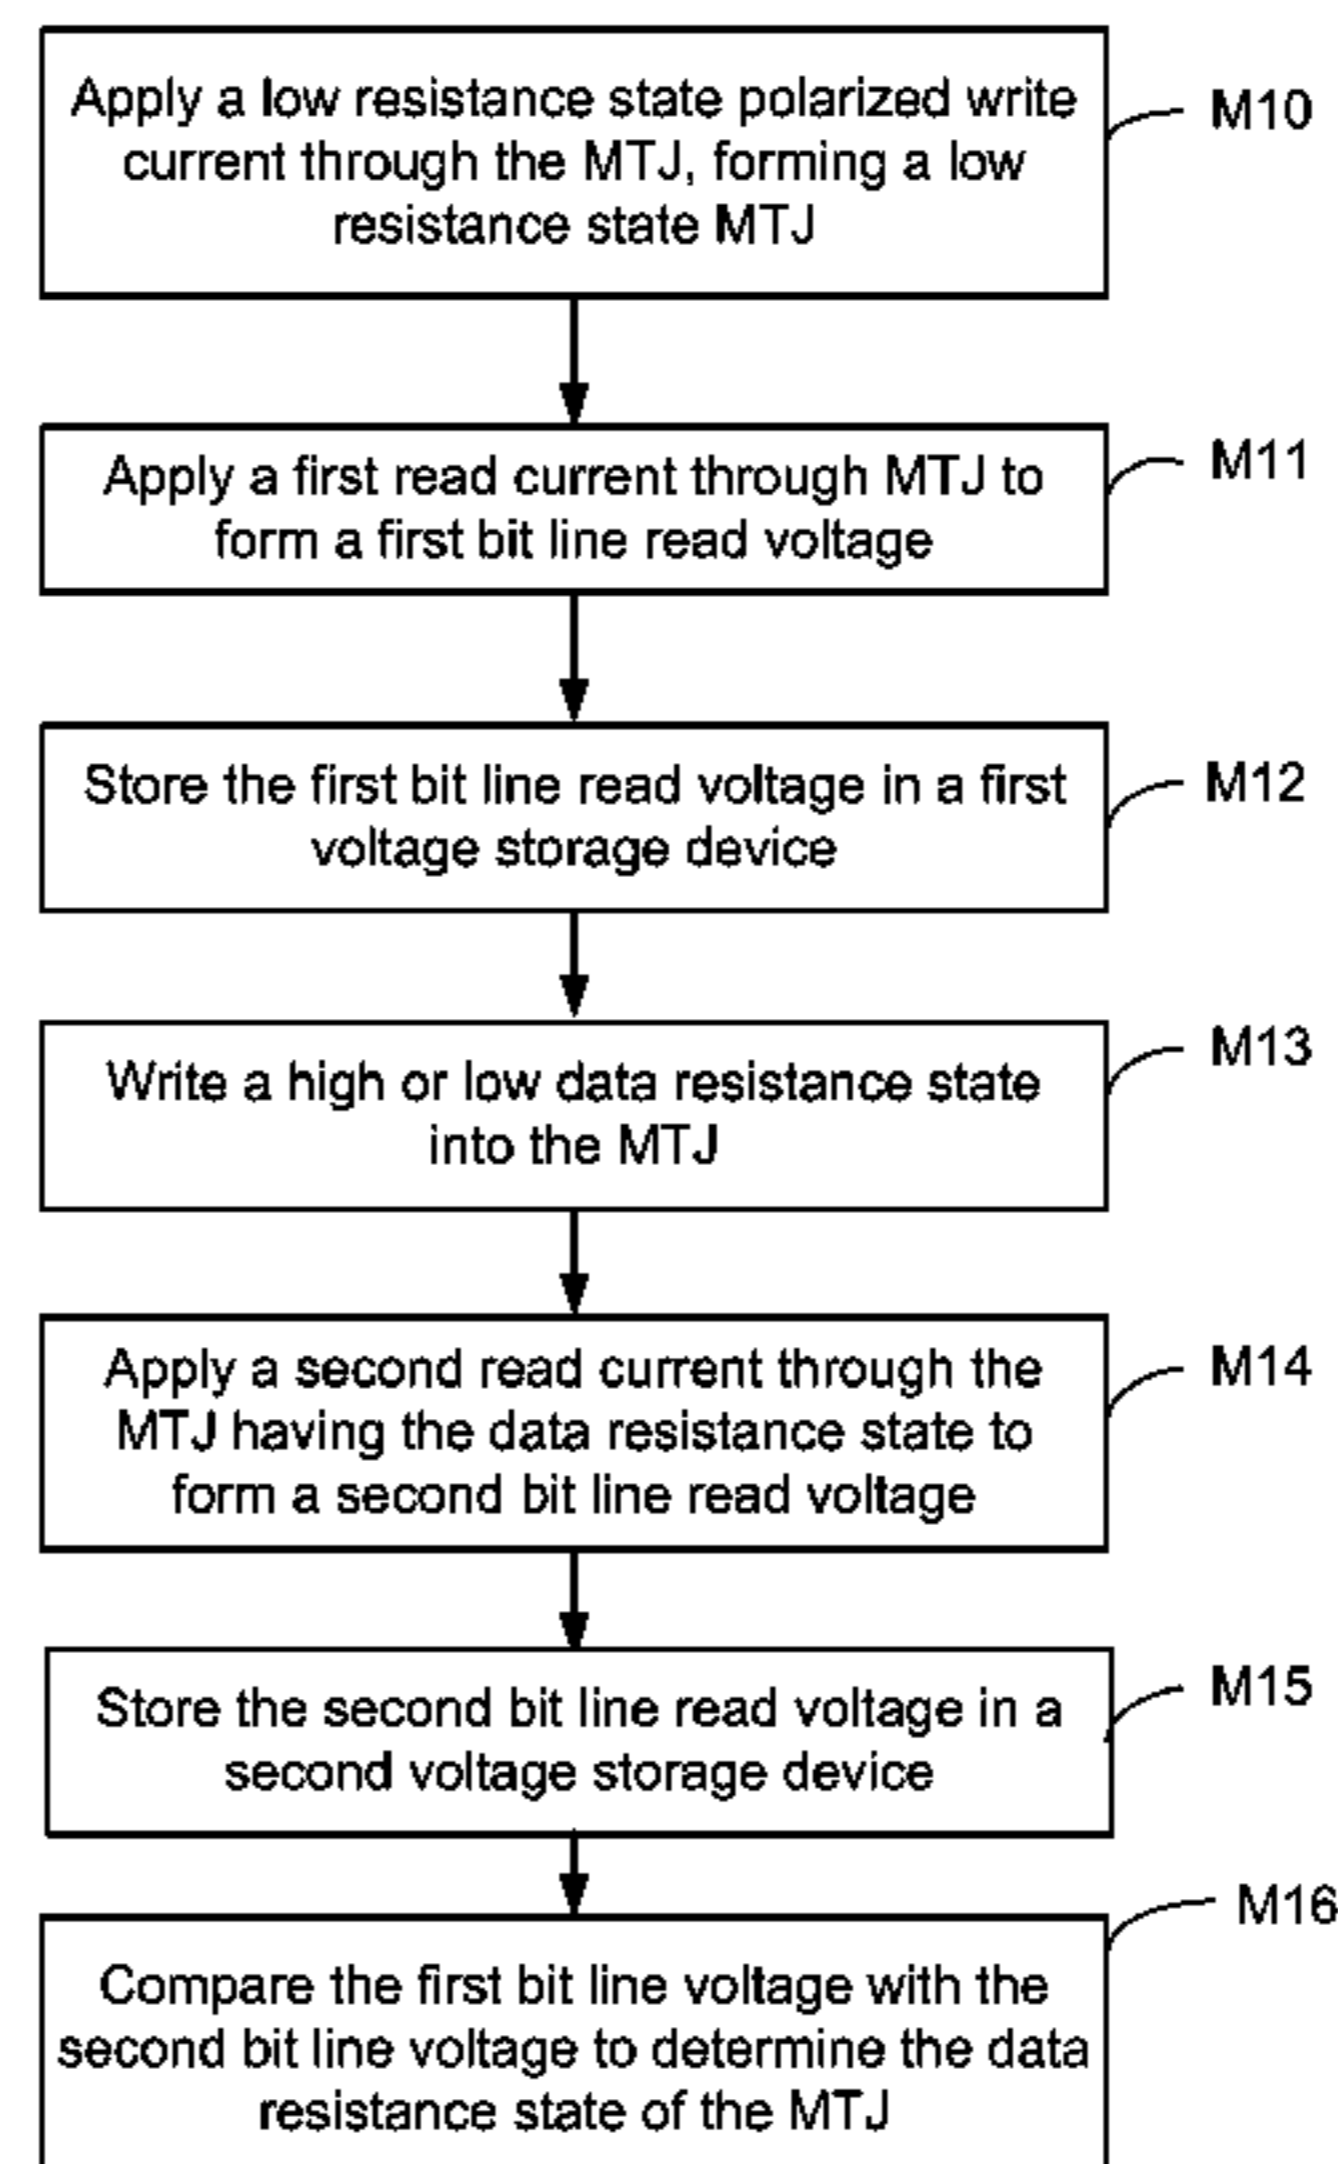 Apply a low resistance state polarized write
current through the MTJ, forming a low
resistance state MTJ
M10
Apply a first read current through MTJ to
form a first bit line read voltage
M11
Store the first bit line read voltage in a first
voltage storage device
M12
Write a high or low data resistance state
into the MTJ
M13
Apply a second read current through the
MTJ having the data resistance state to
form a second bit line read voltage
M14
Store the second bit line read voltage in a
second voltage storage device
M15
Compare the first bit line voltage with the
second bit line voltage to determine the data
resistance state of the MTJ
M16